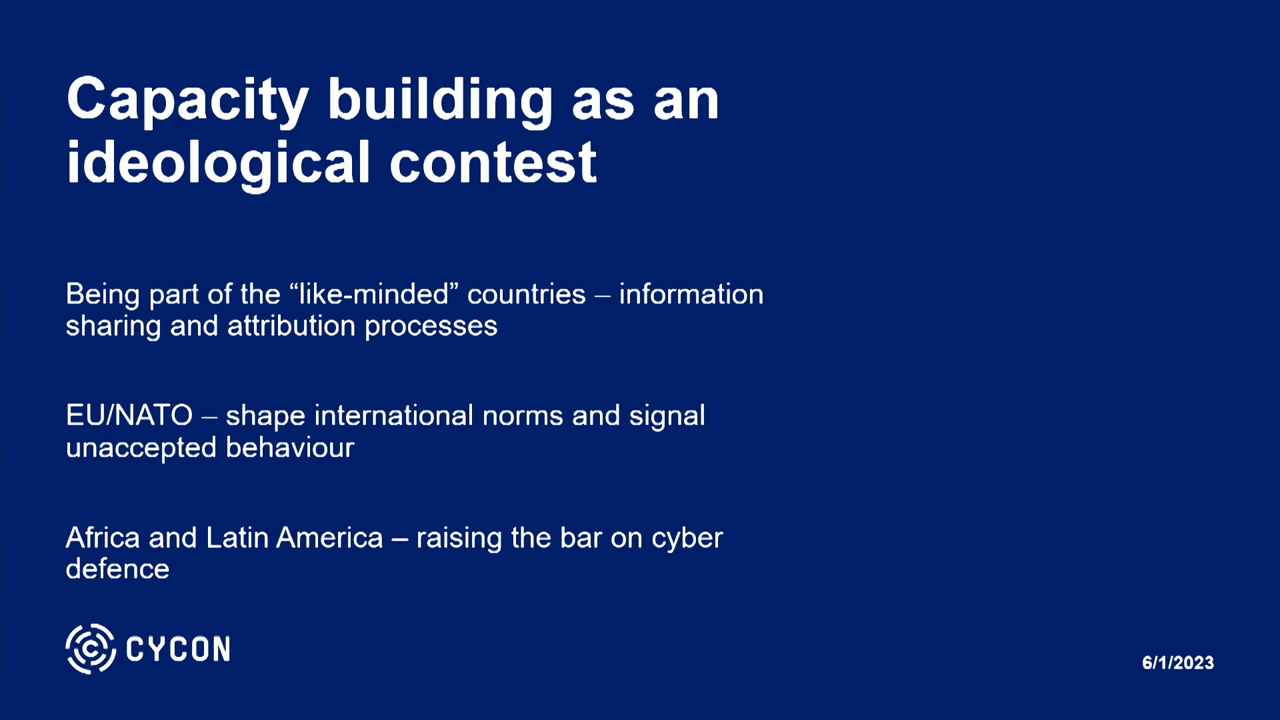 Capacity building as an
ideological contest
Being part of the “like-minded” countries – information
sharing and attribution processes
EU/NATO – shape international norms and signal
unaccepted behaviour
Africa and Latin America – raising the bar on cyber
defence
CYCON
6/1/2023